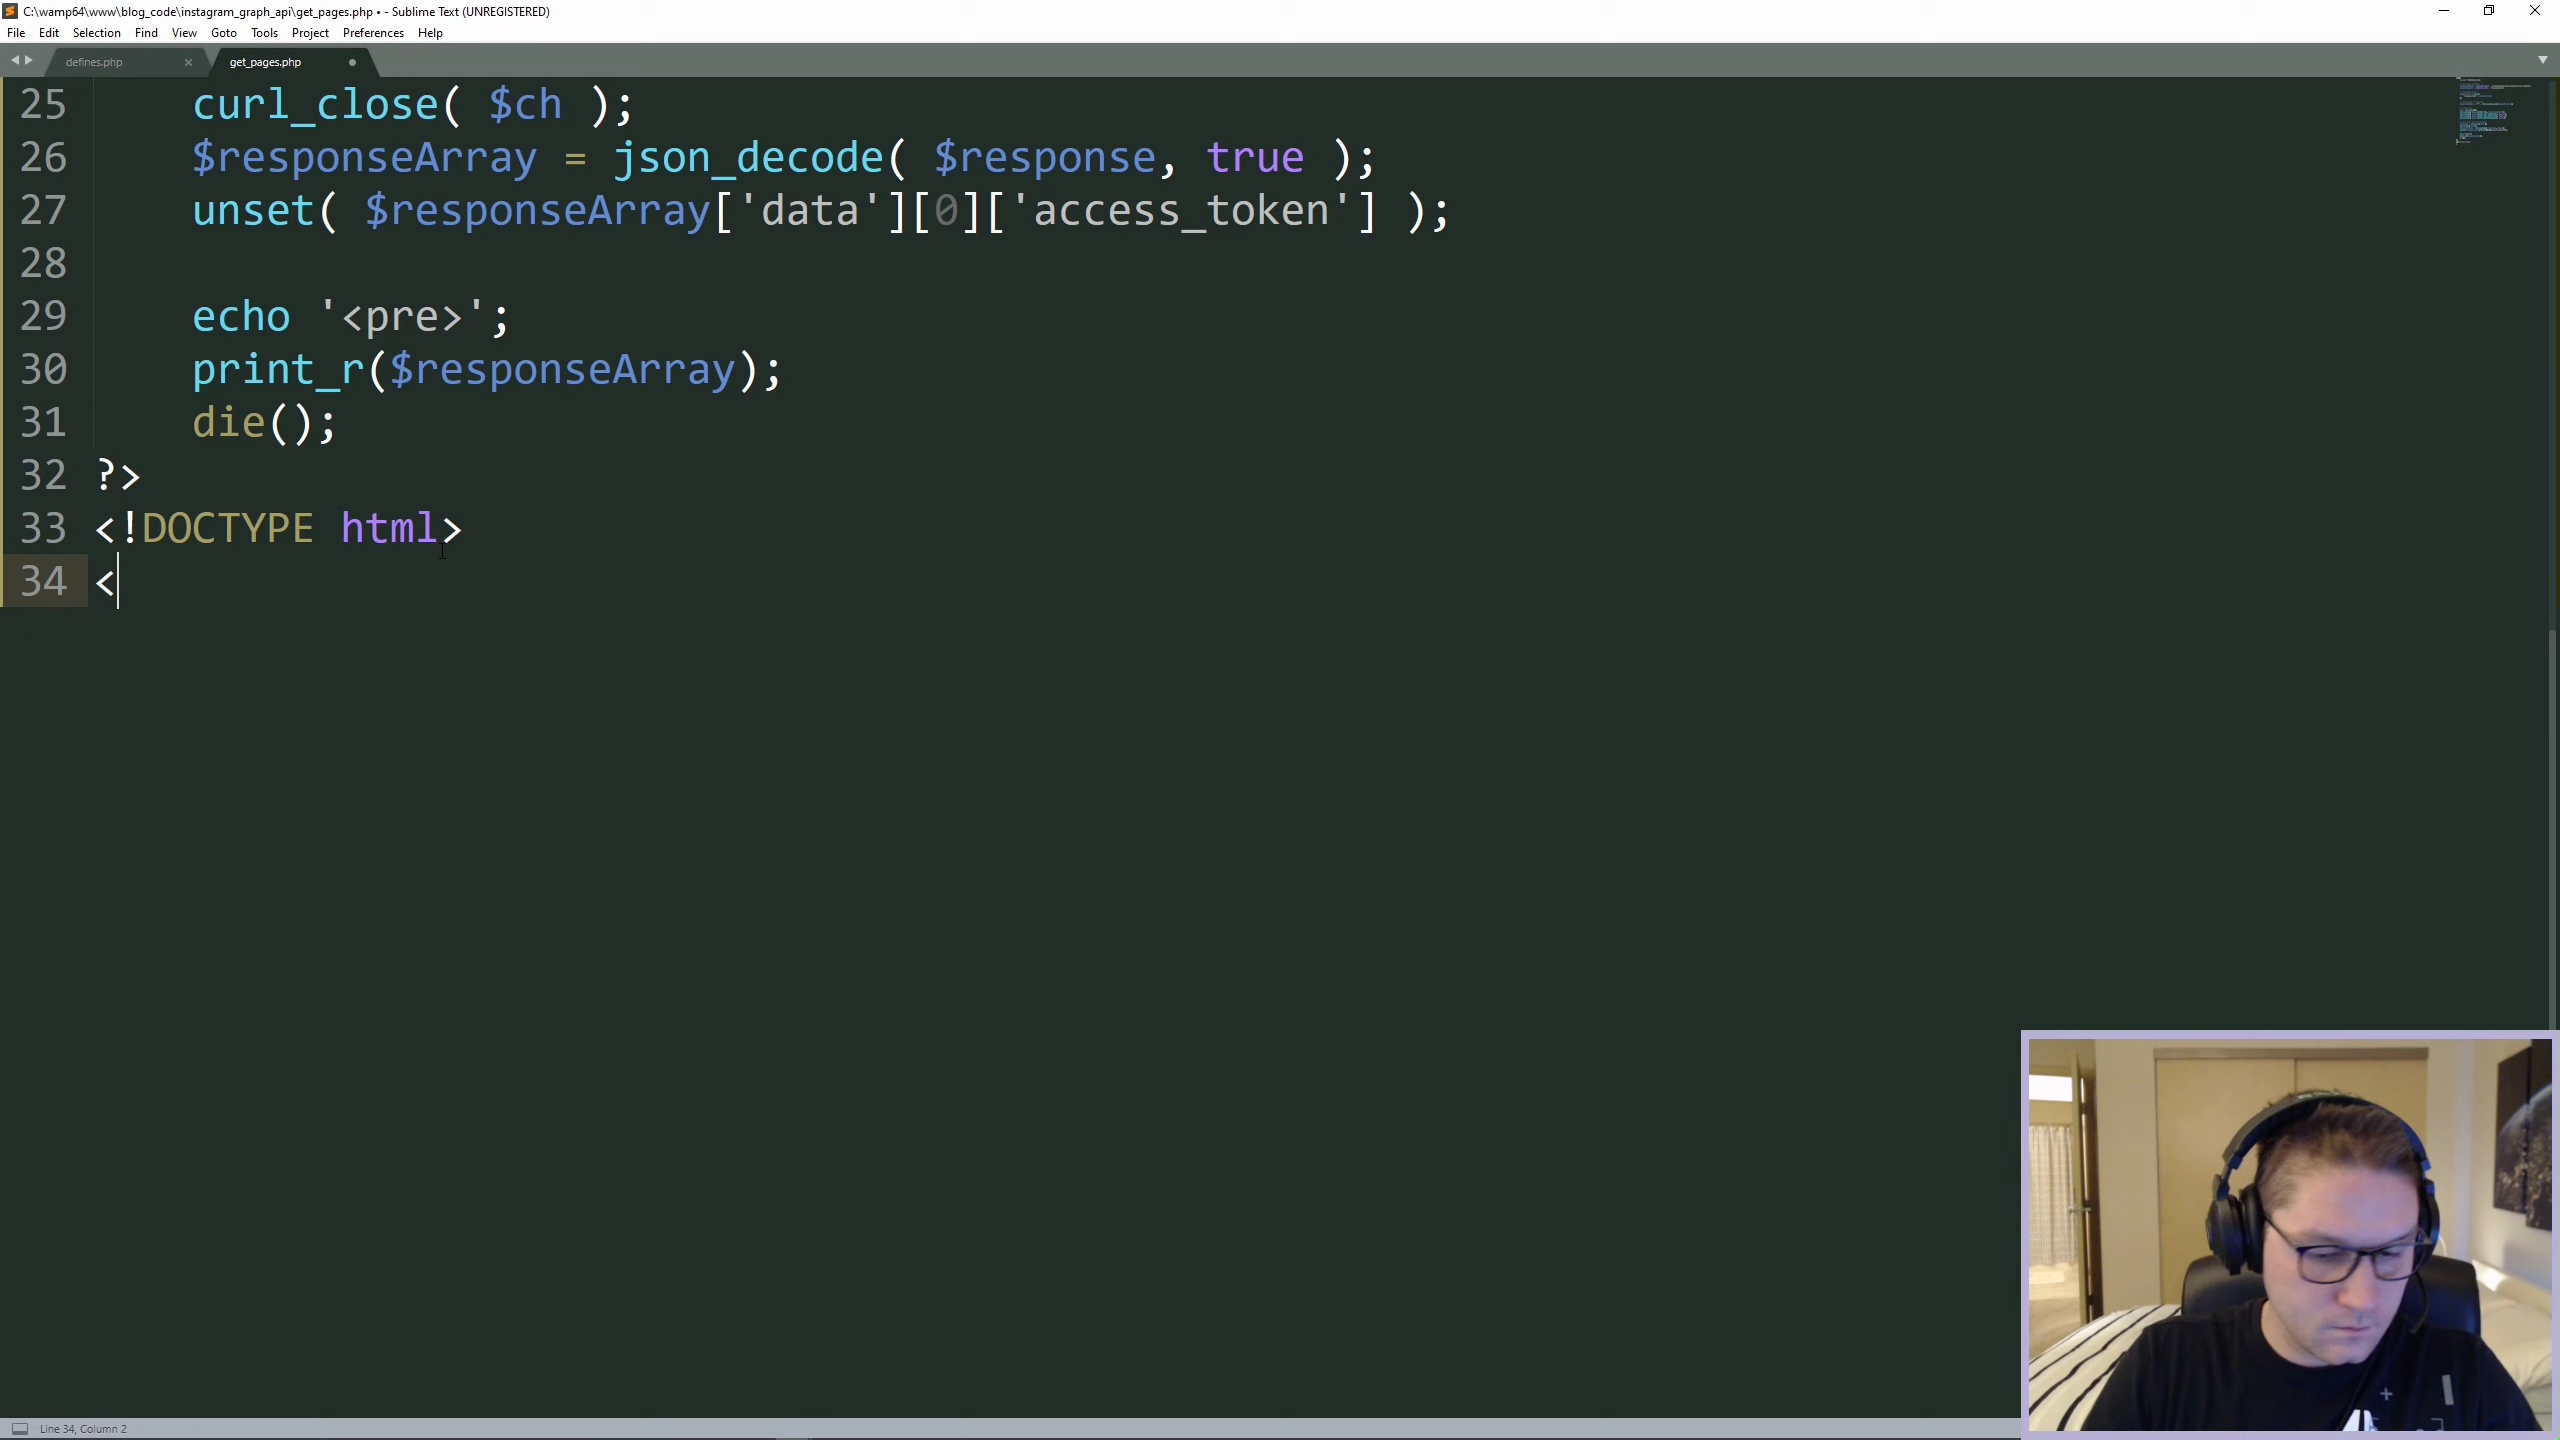 C:\wamp64\www\blog_code\instagram_graph_api\get_pages.php • - Sublime Text (UNREGISTERED)
File Edit Selection Find View Goto Tools Project Preferences Help
defines.php × get_pages.php
25 curl_close( $ch );
26 $responseArray = json_decode( $response, true );
27 unset( $responseArray['data'][0]['access_token'] );
28
29 echo '<pre>';
30 print_r($responseArray);
31 die();
32 ?>
33 <!DOCTYPE html>
34 <
Line 34, Column 2